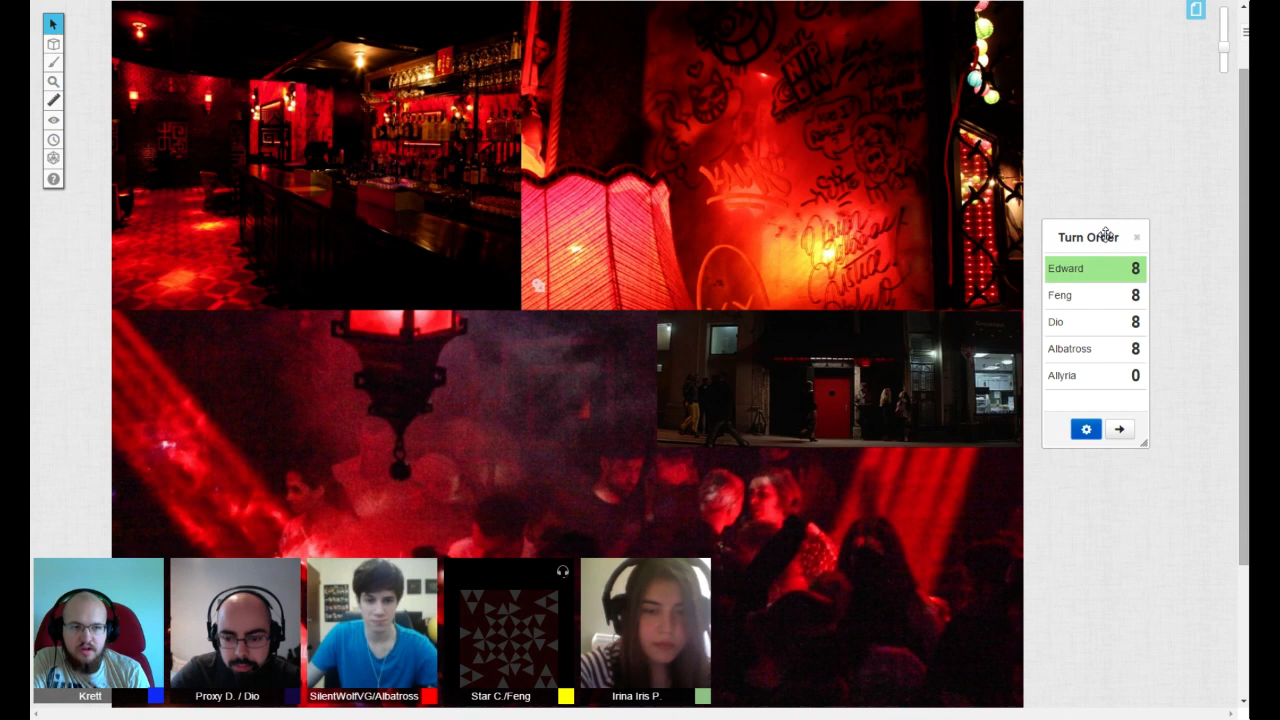 Turn Order
Edward 8
Feng 8
Dio 8
Albatross 8
Allyria 0
Krett
Proxy D. / Dio
SilentWolfVG/Albatross
Star C./Feng
Irina Iris P.